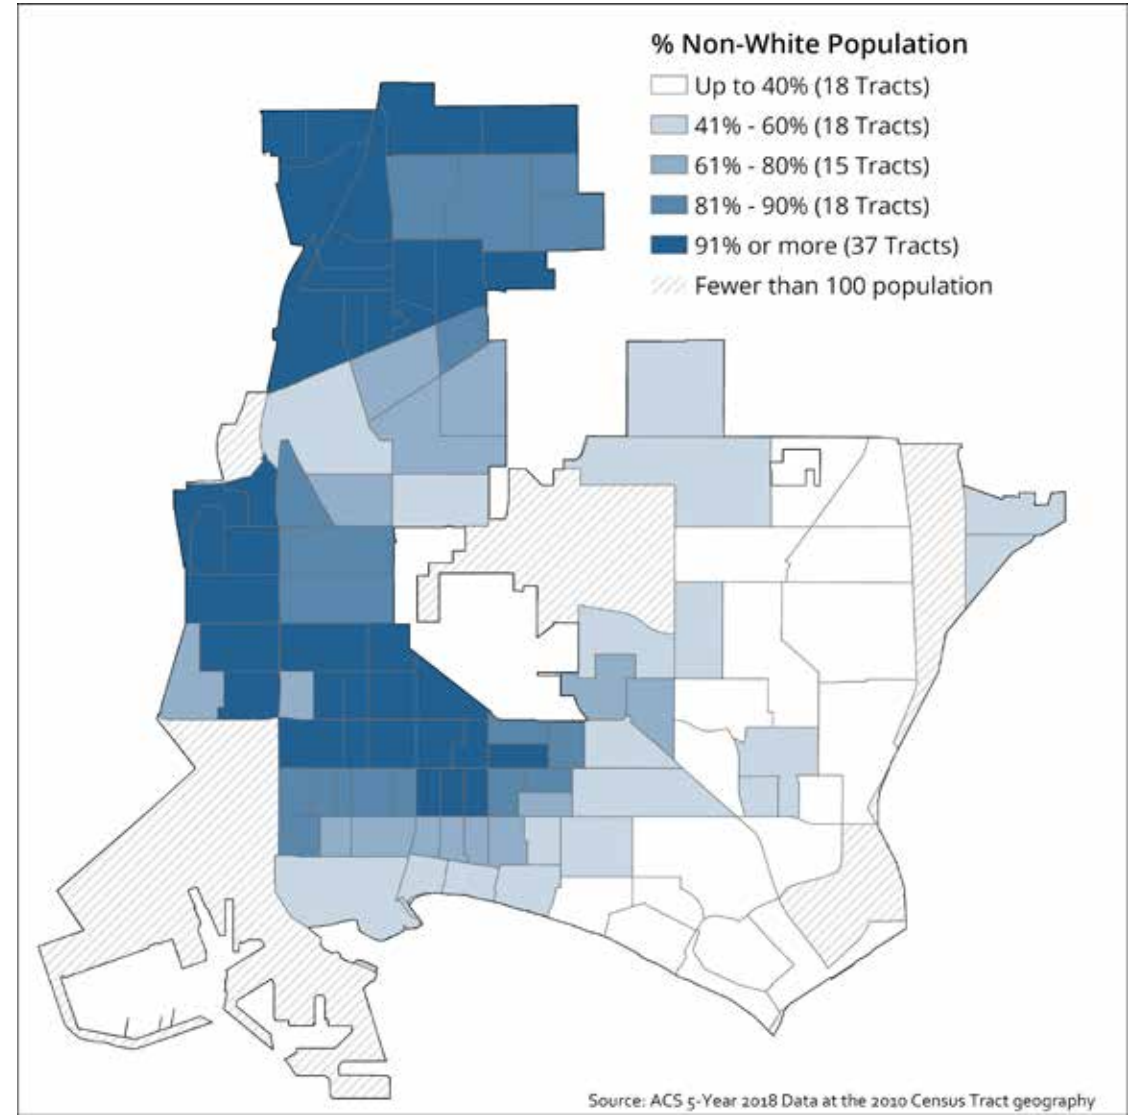 % Non-White Population
Up to 40% (18 Tracts)
41% - 60% (18 Tracts)
61% - 80% (15 Tracts)
81% - 90% (18 Tracts)
91% or more (37 Tracts)
Fewer than 100 population
Source: ACS 5-Year 2018 Data at the 2010 Census Tract geography